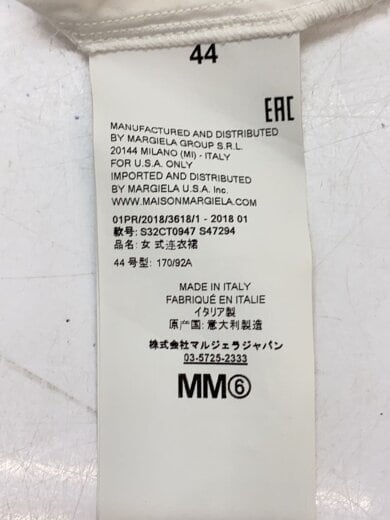 44
EAC
MANUFACTURED AND DISTRIBUTED
BY MARGIELA GROUP S.R.L.
20144 MILANO (MI) - ITALY
FOR U.S.A. ONLY
IMPORTED AND DISTRIBUTED
BY MARGIELA U.S.A. Inc.
WWW.MAISONMARGIELA.COM
01PR/2018/3618/1 - 2018 01
款号: S32CT0947 S47294
品名: 女 式连衣裙
44 号型: 170/92A
MADE IN ITALY
FABRIQUÉ EN ITALIE
イタリア製
原产国: 意大利製造
株式会社マルジェラジャパン
03-5725-2333
MM⑥